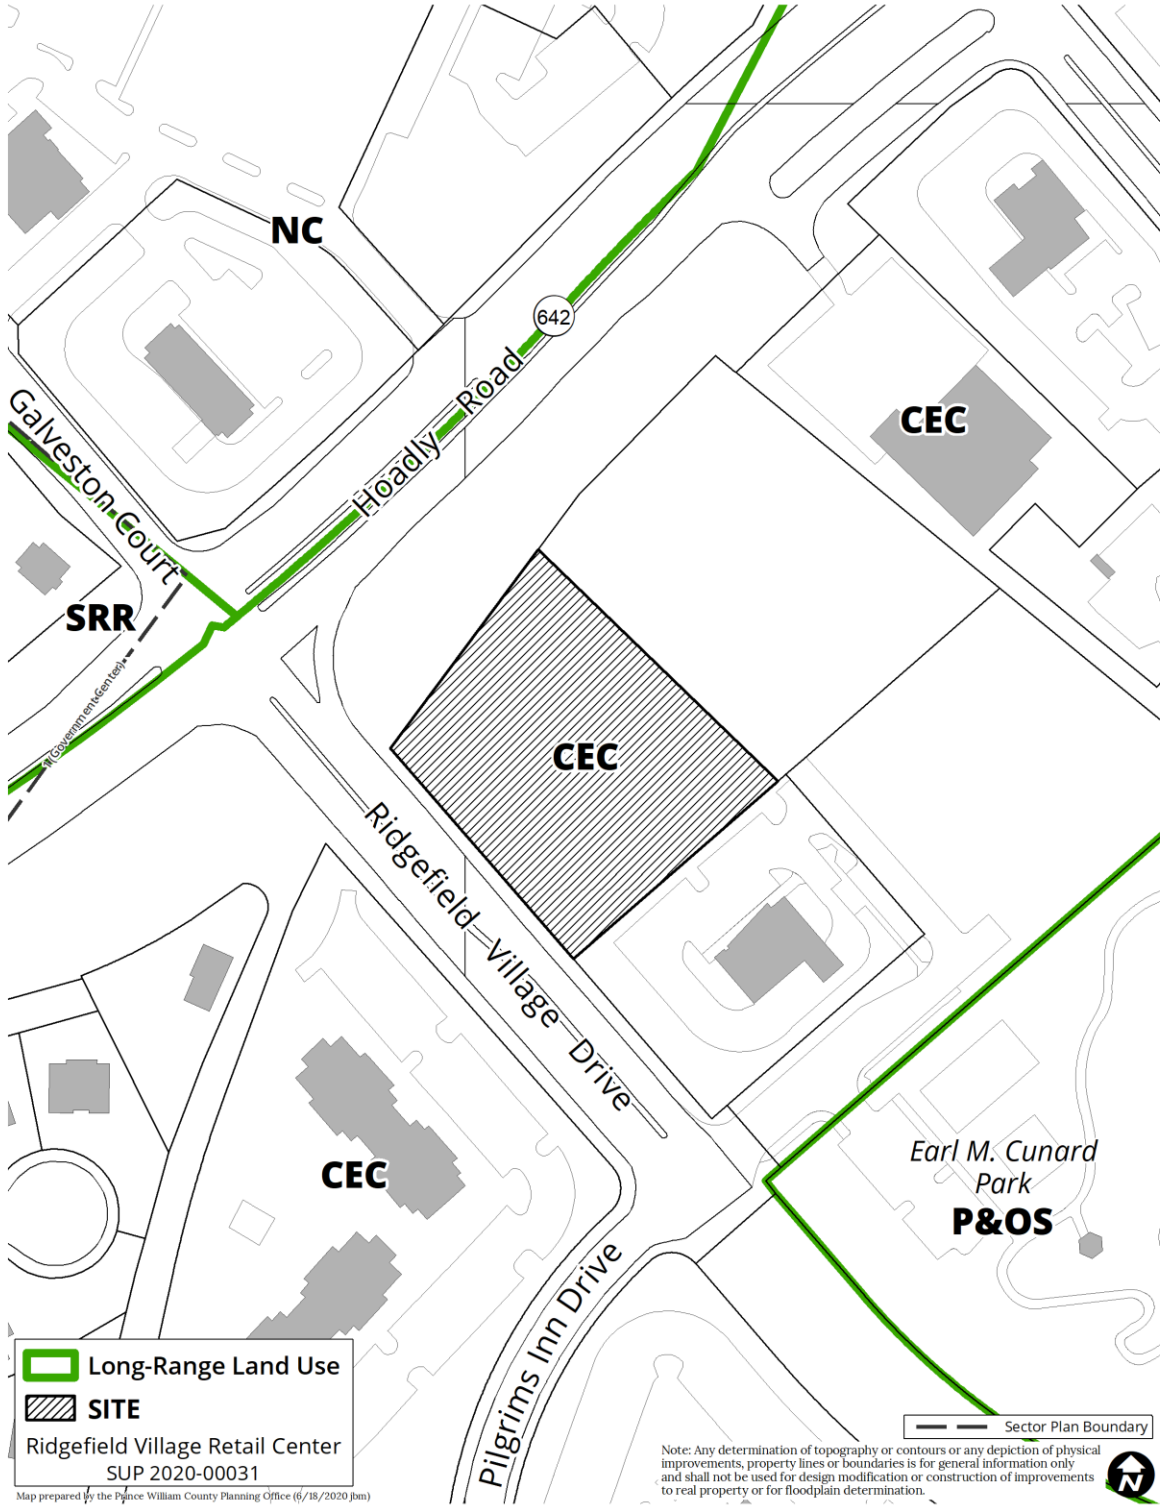 NC
642
Hoadly Road
CEC
Galveston Court
SRR
(Government Center)
CEC
Ridgefield Village Drive
Earl M. Cunard
Park
P&OS
CEC
Pilgrims Inn Drive
Long-Range Land Use
SITE
Ridgefield Village Retail Center
SUP 2020-00031
Map prepared by the Prince William County Planning Office (6/18/2020 jbm)
Sector Plan Boundary
Note: Any determination of topography or contours or any depiction of physical
improvements, property lines or boundaries is for general information only
and shall not be used for design modification or construction of improvements
to real property or for floodplain determination.
N